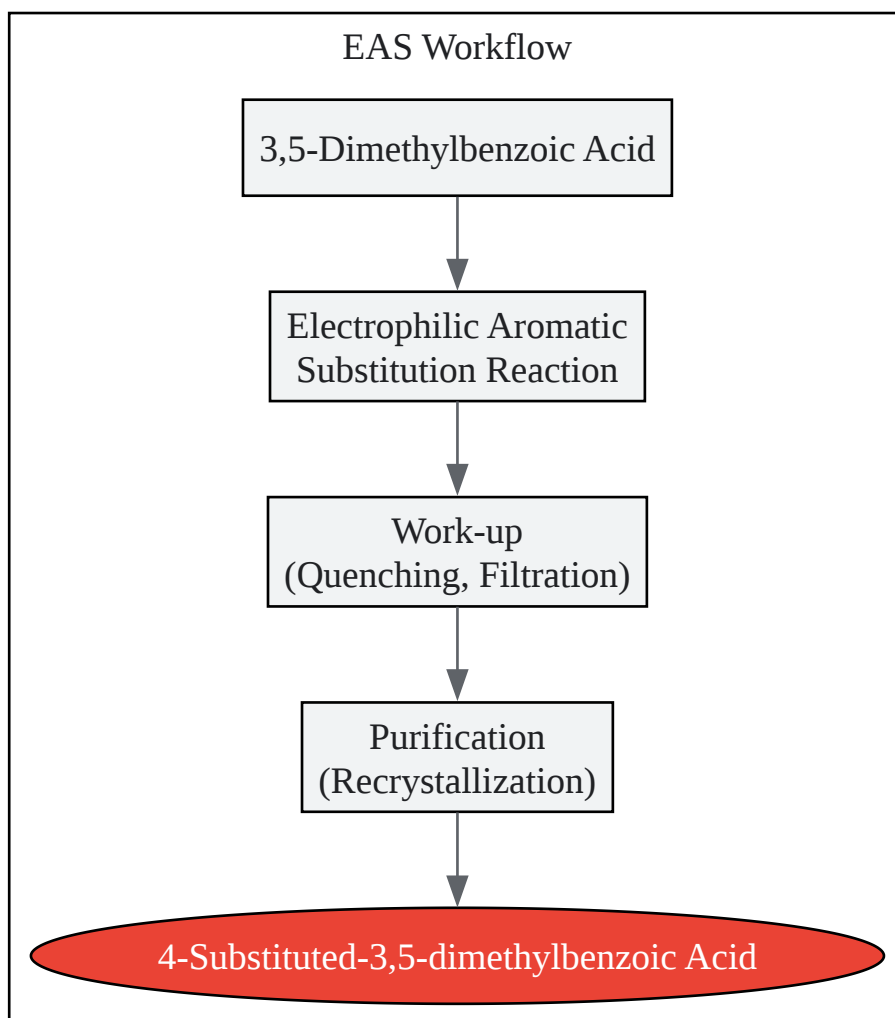 EAS Workflow
3,5-Dimethylbenzoic Acid
Electrophilic Aromatic
Substitution Reaction
Work-up
(Quenching, Filtration)
Purification
(Recrystallization)
4-Substituted-3,5-dimethylbenzoic Acid